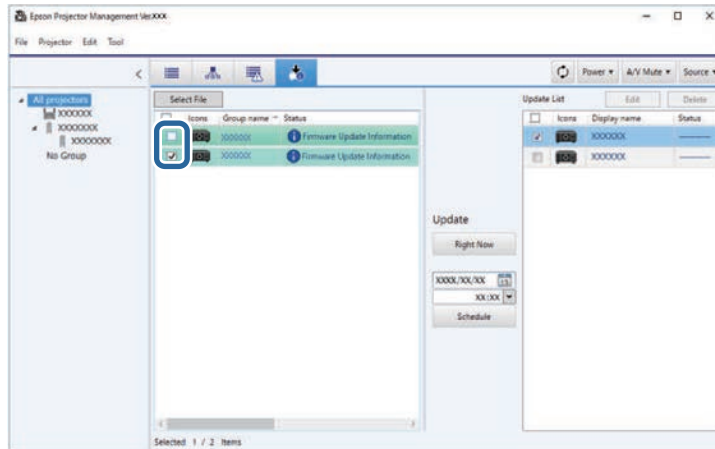 Epson Projector Management Ver.XXX
File Projector Edit Tool
Power A/V Mute Source
All projectors
XXXXXX
XXXXXXX
XXXXXXX
No Group
Select File
Icons Group name Status
XXXXXX Firmware Update Information
XXXXXX Firmware Update Information
Selected 1 / 2 Items
Update
Right Now
XXXX/XX/XX 15
XX:XX
Schedule
Update List Edit Delete
Icons Display name Status
XXXXXX
XXXXXX